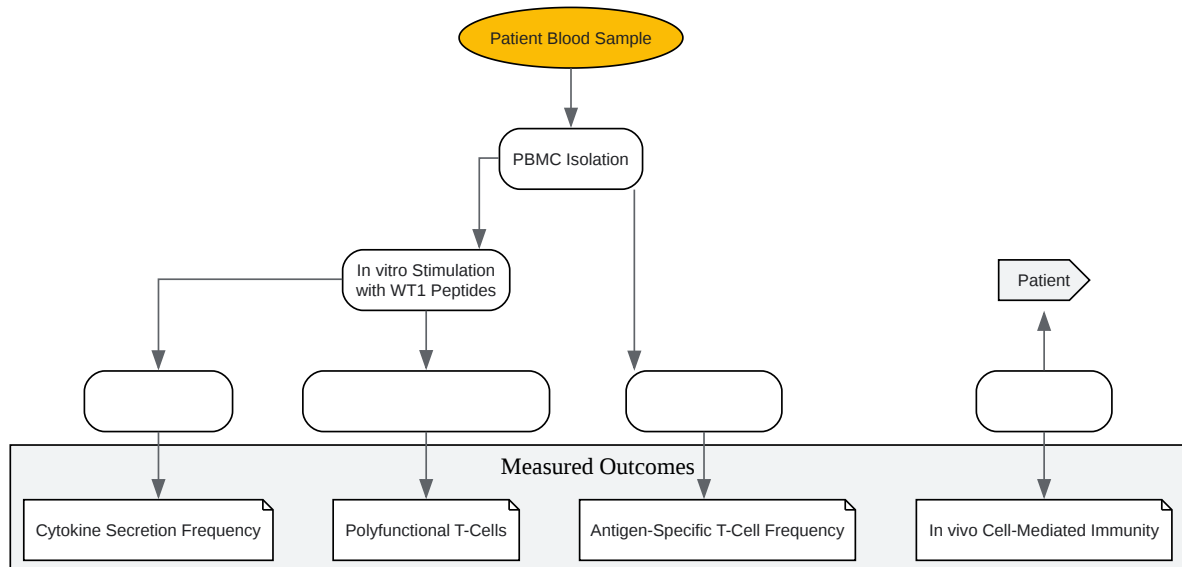 Patient Blood Sample
PBMC Isolation
In vitro Stimulation
with WT1 Peptides
Patient
Measured Outcomes
Cytokine Secretion Frequency
Polyfunctional T-Cells
Antigen-Specific T-Cell Frequency
In vivo Cell-Mediated Immunity